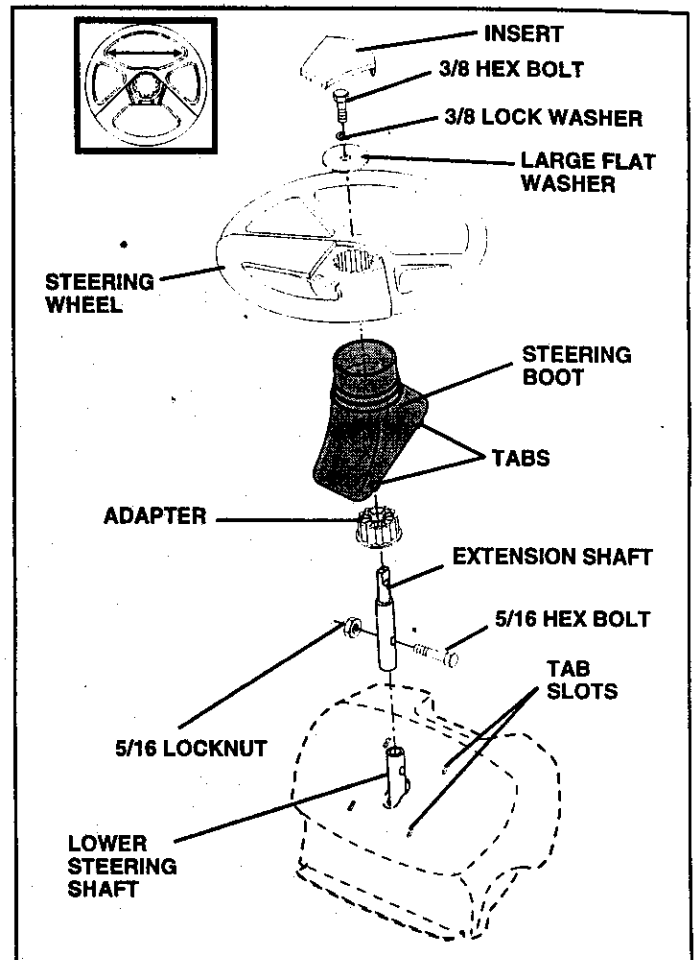 INSERT
3/8 HEX BOLT
3/8 LOCK WASHER
LARGE FLAT
WASHER
STEERING
WHEEL
STEERING
BOOT
TABS
ADAPTER
EXTENSION SHAFT
5/16 HEX BOLT
TAB
SLOTS
5/16 LOCKNUT
LOWER
STEERING
SHAFT